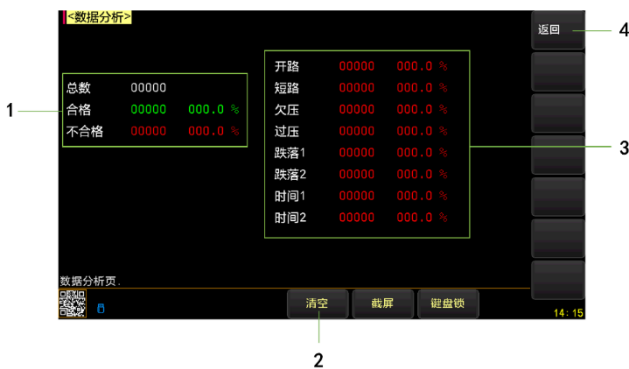 <数据分析>
返回
4
1
总数 00000
合格 00000 000.0 %
不合格 00000 000.0 %
开路 00000 000.0 %
短路 00000 000.0 %
欠压 00000 000.0 %
过压 00000 000.0 %
跌落1 00000 000.0 %
跌落2 00000 000.0 %
时间1 00000 000.0 %
时间2 00000 000.0 %
3
数据分析页.
清空 截屏 键盘锁
14:15
2